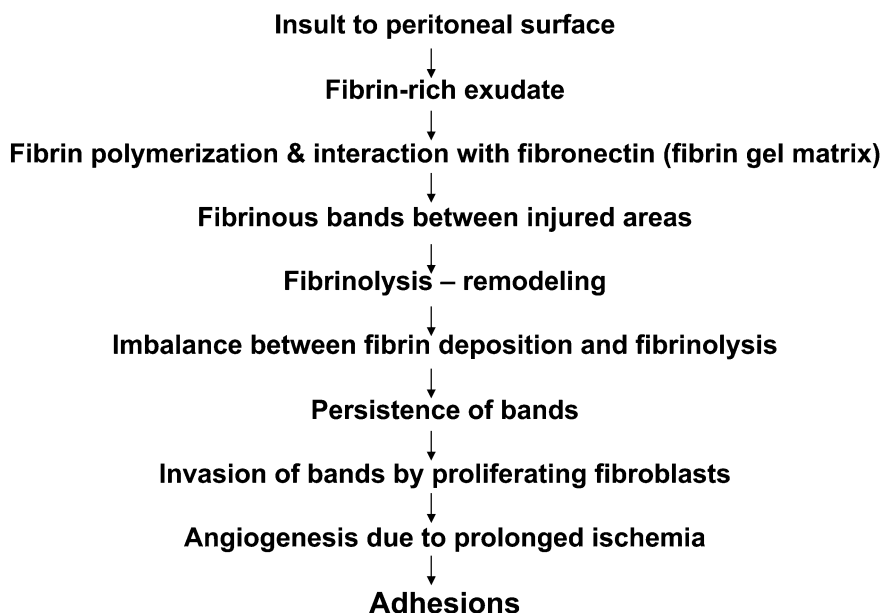 Insult to peritoneal surface
Fibrin-rich exudate
Fibrin polymerization & interaction with fibronectin (fibrin gel matrix)
Fibrinous bands between injured areas
Fibrinolysis – remodeling
Imbalance between fibrin deposition and fibrinolysis
Persistence of bands
Invasion of bands by proliferating fibroblasts
Angiogenesis due to prolonged ischemia
Adhesions